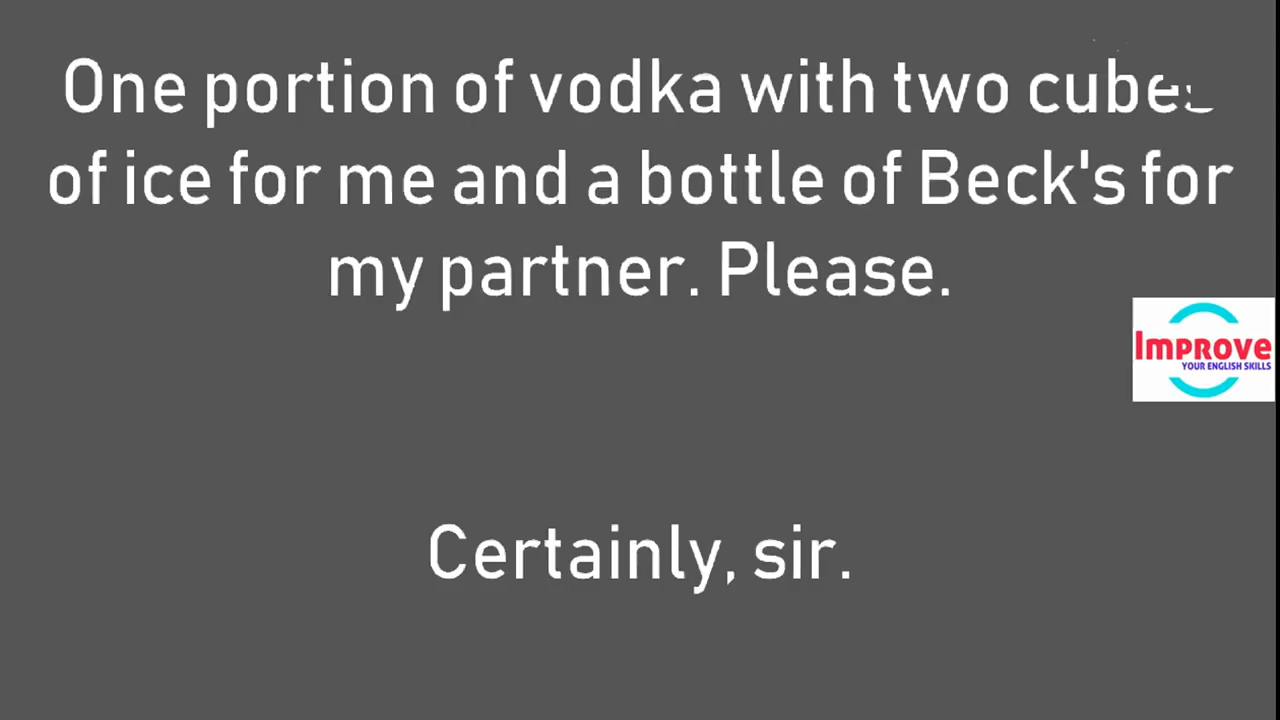 One portion of vodka with two cubes
of ice for me and a bottle of Beck's for
my partner. Please.
Improve
YOUR ENGLISH SKILLS
Certainly, sir.